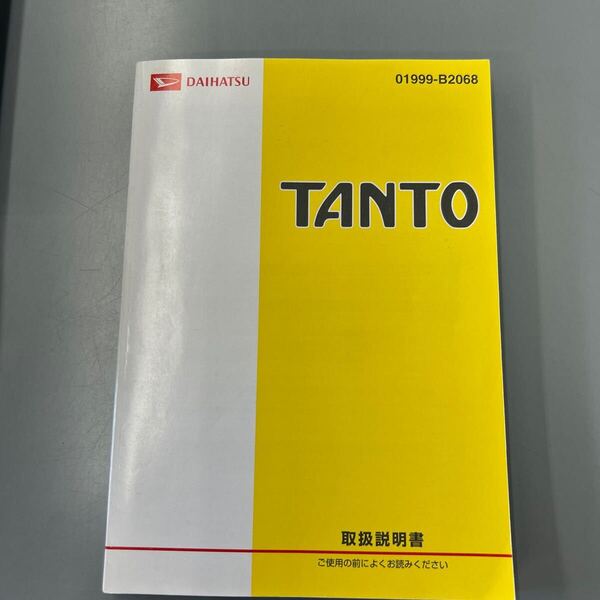 DAIHATSU
01999-B2068
TANTO
取扱説明書
ご使用の前によくお読みください